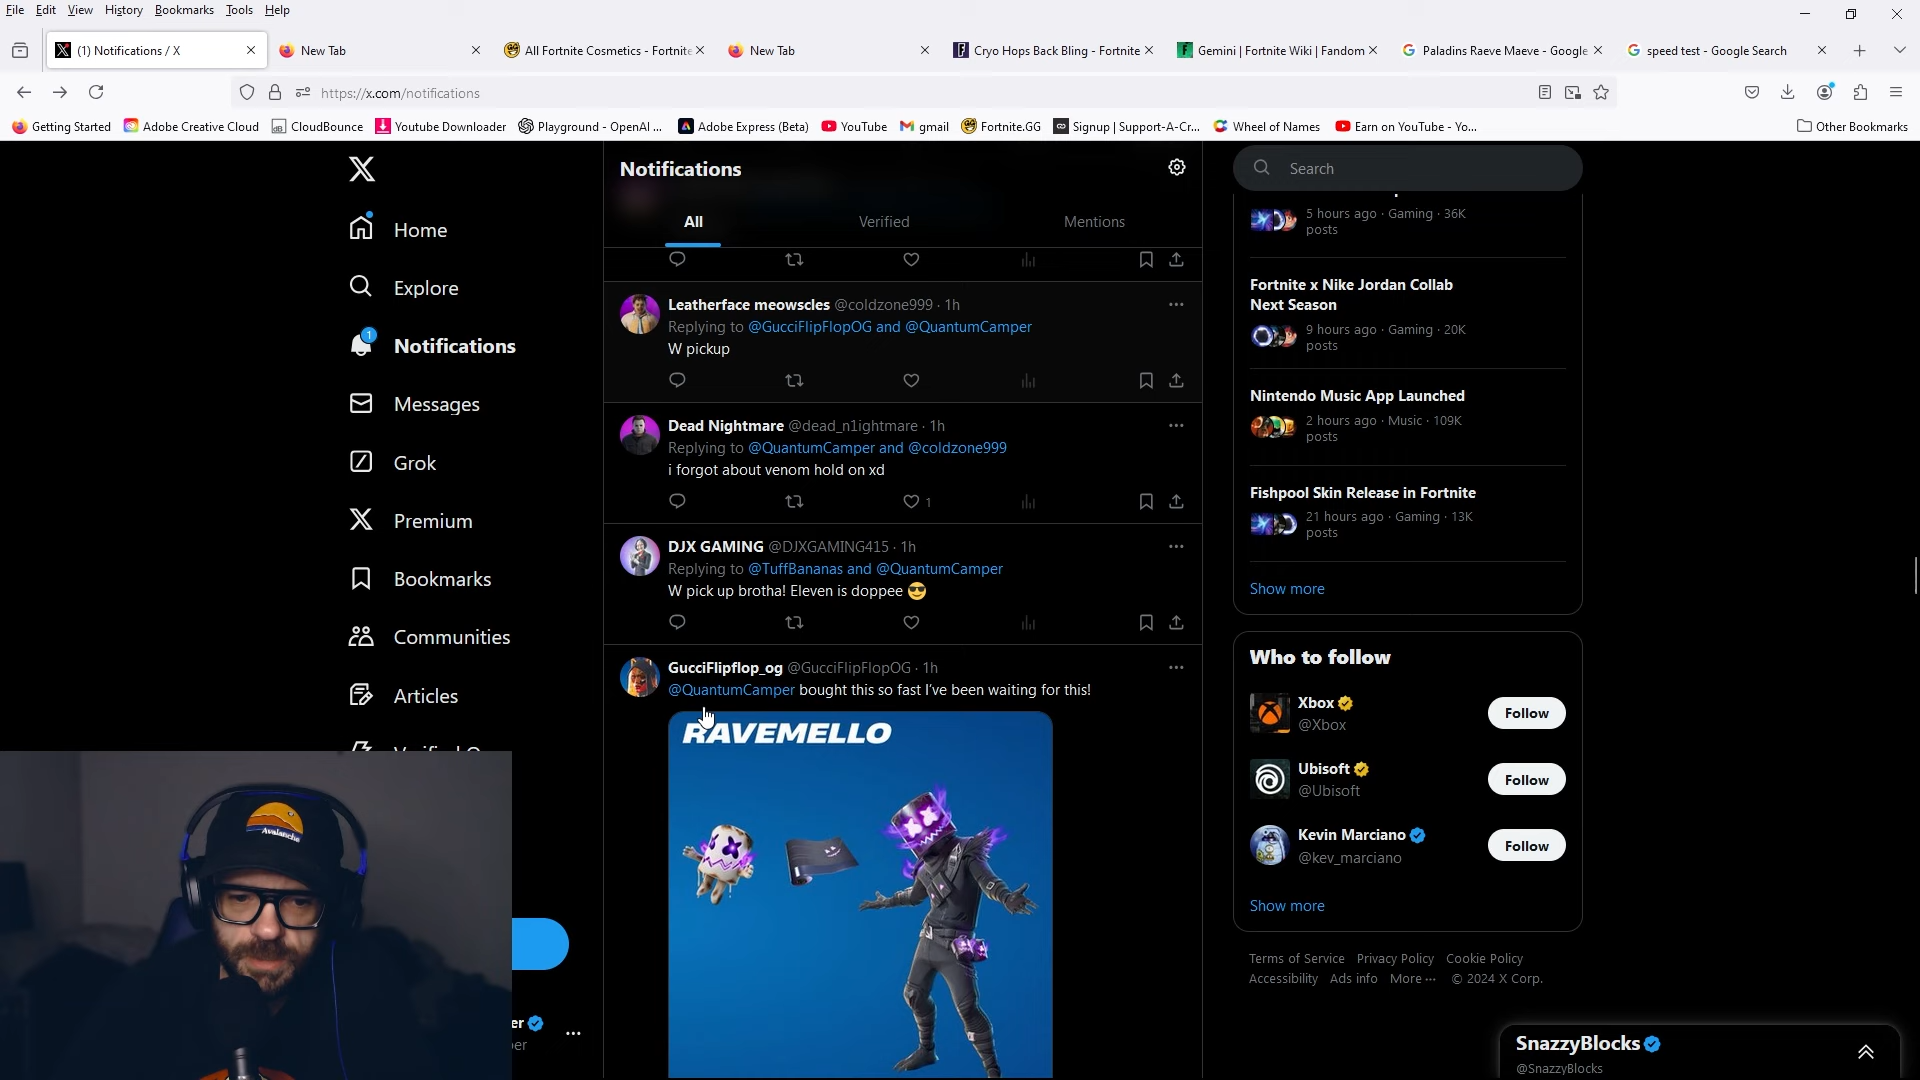 File Edit View History Bookmarks Tools Help
(1) Notifications / X
New Tab
All Fortnite Cosmetics - Fortnite
New Tab
Cryo Hops Back Bling - Fortnite
Gemini | Fortnite Wiki | Fandom
Paladins Raeve Maeve - Google
speed test - Google Search
https://x.com/notifications
Getting Started
Adobe Creative Cloud
CloudBounce
Youtube Downloader
Playground - OpenAI ...
Adobe Express (Beta)
YouTube
gmail
Fortnite.GG
Signup | Support-A-Cr...
Wheel of Names
Earn on YouTube - Yo...
Other Bookmarks
Home
Explore
1
Notifications
Messages
Grok
Premium
Bookmarks
Communities
Articles
Avalanche
er
per
Notifications
All
Verified
Mentions
Leatherface meowscles @coldzone999 · 1h
Replying to @GucciFlipFlopOG and @QuantumCamper
W pickup
Dead Nightmare @dead_n1ightmare · 1h
Replying to @QuantumCamper and @coldzone999
i forgot about venom hold on xd
1
DJX GAMING @DJXGAMING415 · 1h
Replying to @TuffBananas and @QuantumCamper
W pick up brotha! Eleven is doppee 😎
GucciFlipflop_og @GucciFlipFlopOG · 1h
@QuantumCamper bought this so fast I've been waiting for this!
RAVEMELLO
Search
5 hours ago · Gaming · 36K
posts
Fortnite x Nike Jordan Collab
Next Season
9 hours ago · Gaming · 20K
posts
Nintendo Music App Launched
2 hours ago · Music · 109K
posts
Fishpool Skin Release in Fortnite
21 hours ago · Gaming · 13K
posts
Show more
Who to follow
Xbox
@Xbox
Follow
Ubisoft
@Ubisoft
Follow
Kevin Marciano
@kev_marciano
Follow
Show more
Terms of Service Privacy Policy Cookie Policy
Accessibility Ads info More ··· © 2024 X Corp.
SnazzyBlocks
@SnazzyBlocks